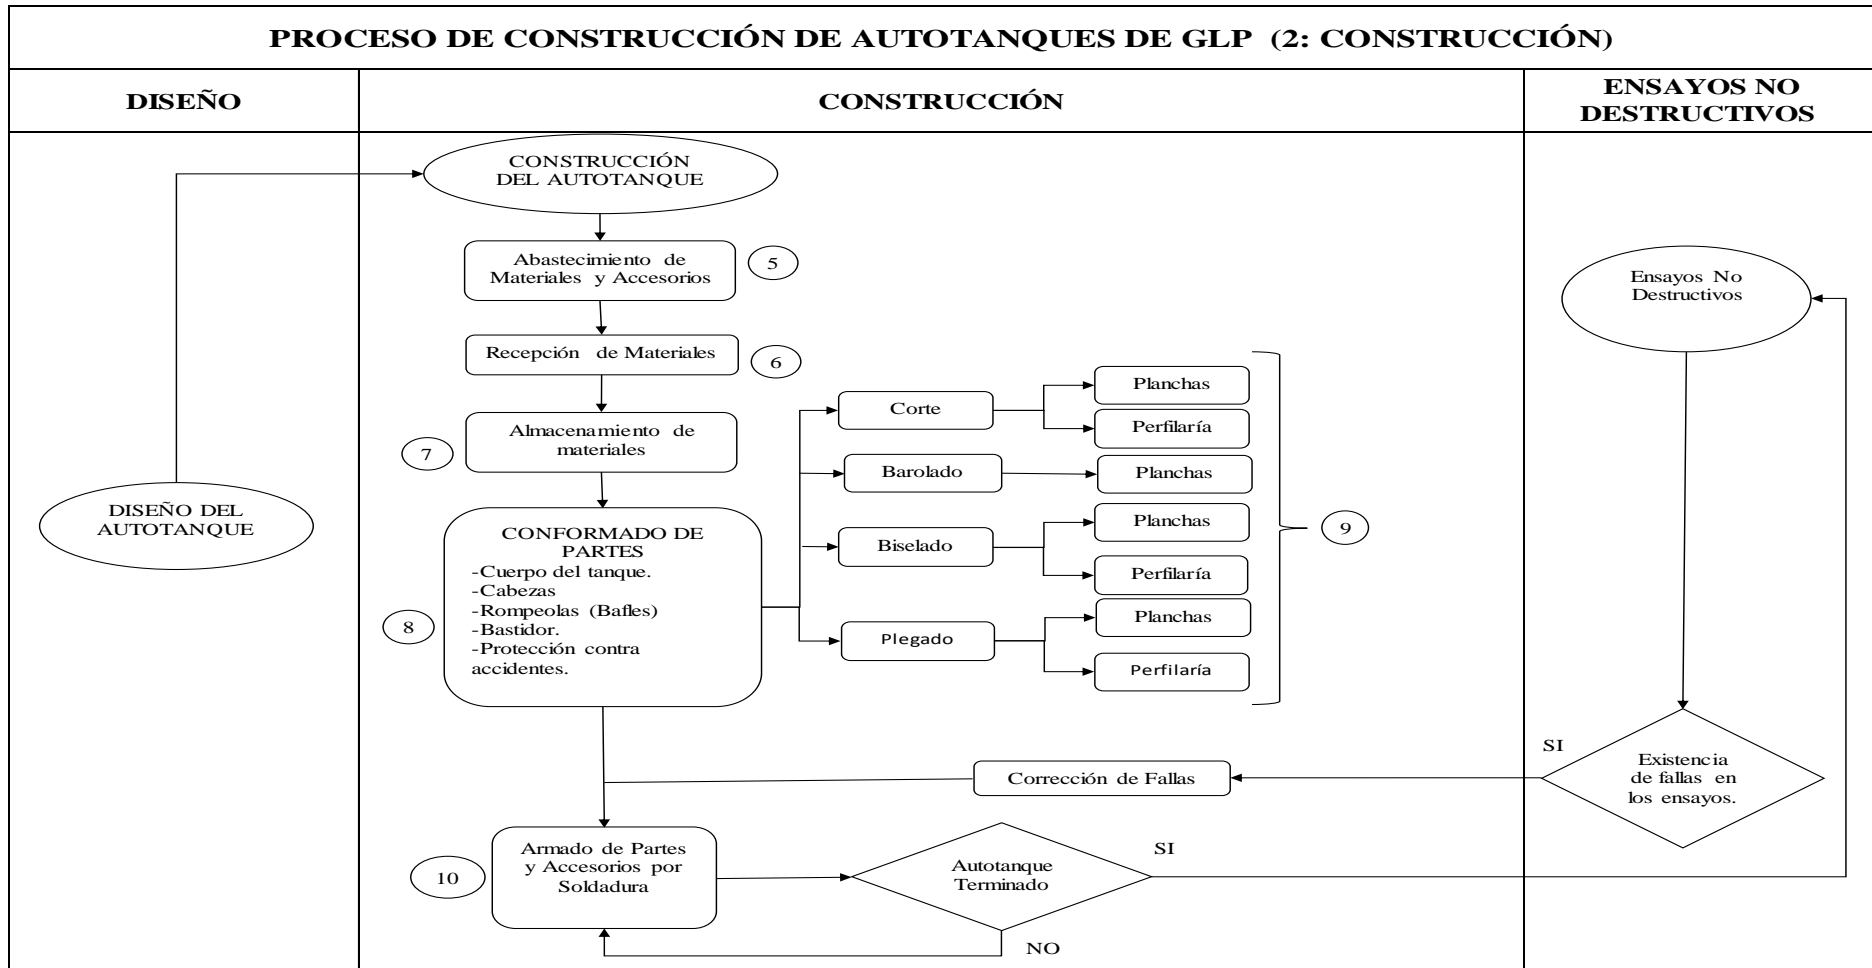 PROCESO DE CONSTRUCCIÓN DE AUTOTANQUES DE GLP (2: CONSTRUCCIÓN)
DISEÑO
CONSTRUCCIÓN
ENSAYOS NO
DESTRUCTIVOS
CONSTRUCCIÓN
DEL AUTOTANQUE
Abastecimiento de
Materiales y Accesorios
5
Ensayos No
Destructivos
Recepción de Materiales
6
Almacenamiento de
materiales
7
Corte
Planchas
Perfilaría
Barolado
Planchas
DISEÑO DEL
AUTOTANQUE
CONFORMADO DE
PARTES
-Cuerpo del tanque.
-Cabezas
-Rompeolas (Bafles)
-Bastidor.
-Protección contra
accidentes.
8
Biselado
Planchas
Perfilaría
9
Plegado
Planchas
Perfilaría
SI
Existencia
de fallas en
los ensayos.
Corrección de Fallas
Armado de Partes
y Accesorios por
Soldadura
10
Autotanque
Terminado
SI
NO